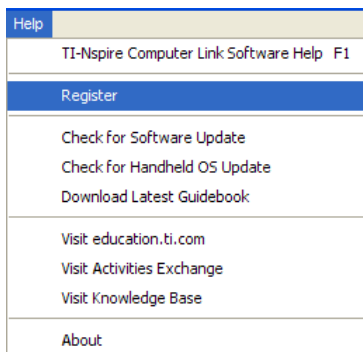 Help
TI-Nspire Computer Link Software Help F1
Register
Check for Software Update
Check for Handheld OS Update
Download Latest Guidebook
Visit education.ti.com
Visit Activities Exchange
Visit Knowledge Base
About